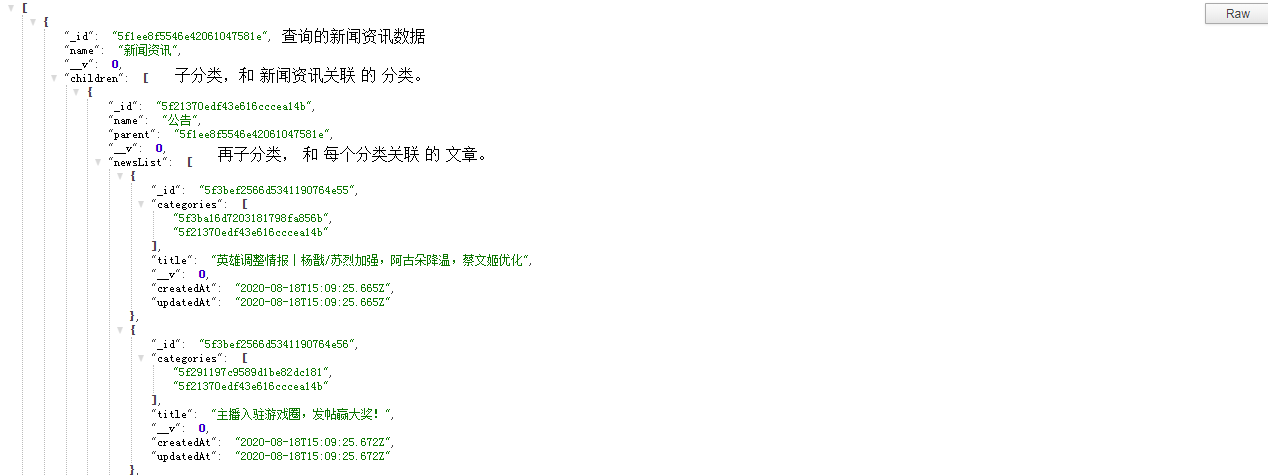 Raw
[
{
"_id": "5f1ee8f5546e42061047581e", 查询的新闻资讯数据
"name": "新闻资讯",
"__v": 0,
"children": [ 子分类，和 新闻资讯关联 的 分类。
{
"_id": "5f21370edf43e616cccea14b",
"name": "公告",
"parent": "5f1ee8f5546e42061047581e",
"__v": 0,
"newsList": [ 再子分类， 和 每个分类关联 的 文章。
{
"_id": "5f3bef2566d5341190764e55",
"categories": [
"5f3ba16d7203181798fa856b",
"5f21370edf43e616cccea14b"
],
"title": "英雄调整情报丨杨戬/苏烈加强，阿古朵降温，蔡文姬优化",
"__v": 0,
"createdAt": "2020-08-18T15:09:25.665Z",
"updatedAt": "2020-08-18T15:09:25.665Z"
},
{
"_id": "5f3bef2566d5341190764e56",
"categories": [
"5f291197c9589d1be82dc181",
"5f21370edf43e616cccea14b"
],
"title": "主播入驻游戏圈，发帖赢大奖！",
"__v": 0,
"createdAt": "2020-08-18T15:09:25.672Z",
"updatedAt": "2020-08-18T15:09:25.672Z"
},